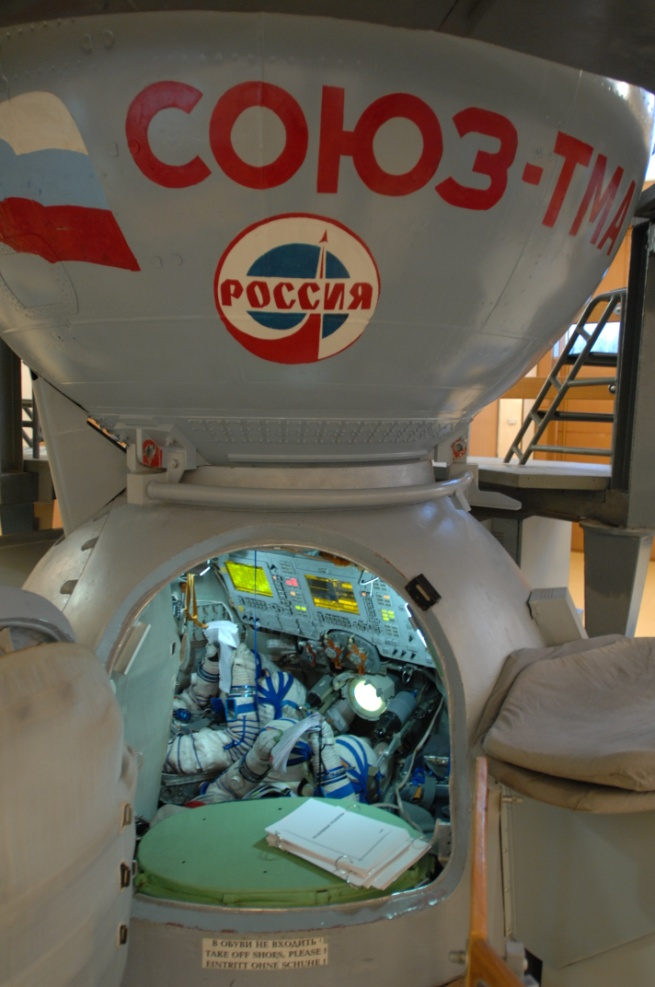 СОЮЗ-ТМА
РОССИЯ
В ОБУВИ НЕ ВХОДИТЬ !
TAKE OFF SHOES, PLEASE !
EINTRITT OHNE SCHUHE !